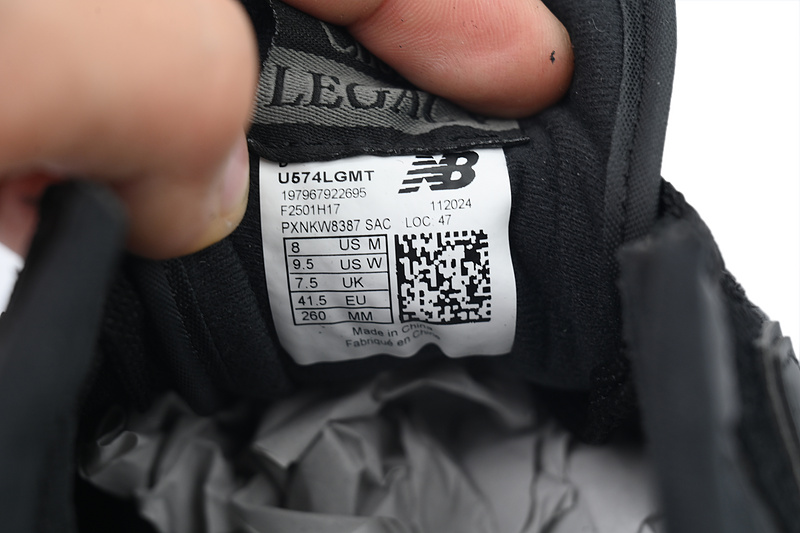 LEGAC
NB
U574LGMT
197967922695
F2501H17 112024
PXNKW8387 SAC LOC: 47
8 US M
9.5 US W
7.5 UK
41.5 EU
260 MM
Made in China
Fabriqué en Chine